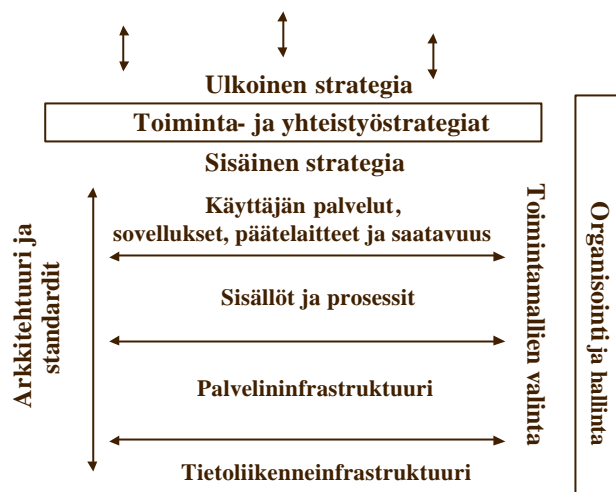 Ulkoinen strategia
Toiminta- ja yhteistyöstrategiat
Sisäinen strategia
Käyttäjän palvelut,
sovellukset, päätelaitteet ja saatavuus
Sisällöt ja prosessit
Palvelininfrastruktuuri
Tietoliikenneinfrastruktuuri
Arkkitehtuuri ja
standardit
Toimintamallien valinta
Organisointi ja hallinta